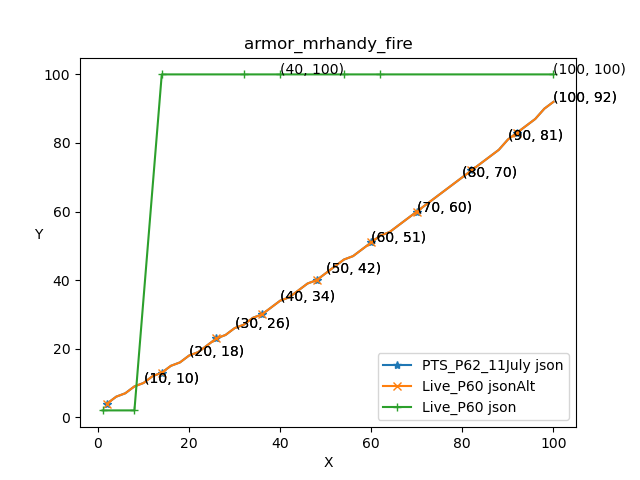 armor_mrhandy_fire
100
80
60
40
20
0
Y
(40, 100)
(100, 100)
(100, 92)
(90, 81)
(80, 70)
(70, 60)
(60, 51)
(50, 42)
(40, 34)
(30, 26)
(20, 18)
(10, 10)
PTS_P62_11July json
Live_P60 jsonAlt
Live_P60 json
0 20 40 60 80 100
X